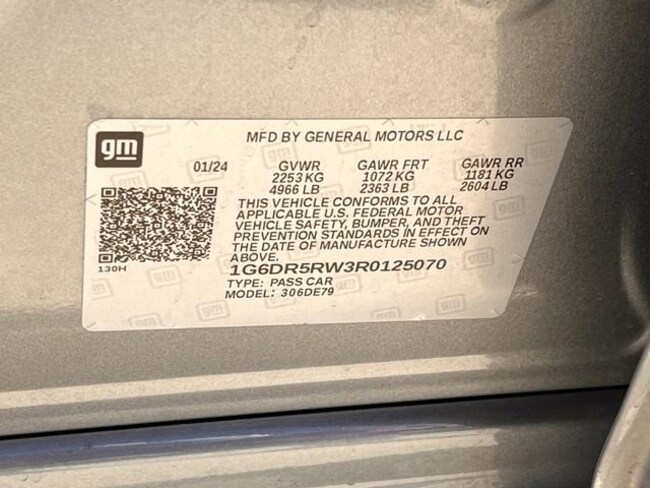 gm
MFD BY GENERAL MOTORS LLC
01/24 GVWR GAWR FRT GAWR RR
2253 KG 1072 KG 1181 KG
4966 LB 2363 LB 2604 LB
THIS VEHICLE CONFORMS TO ALL
APPLICABLE U.S. FEDERAL MOTOR
VEHICLE SAFETY, BUMPER, AND THEFT
PREVENTION STANDARDS IN EFFECT ON
THE DATE OF MANUFACTURE SHOWN
ABOVE.
130H
1G6DR5RW3R0125070
TYPE: PASS CAR
MODEL: 306DE79